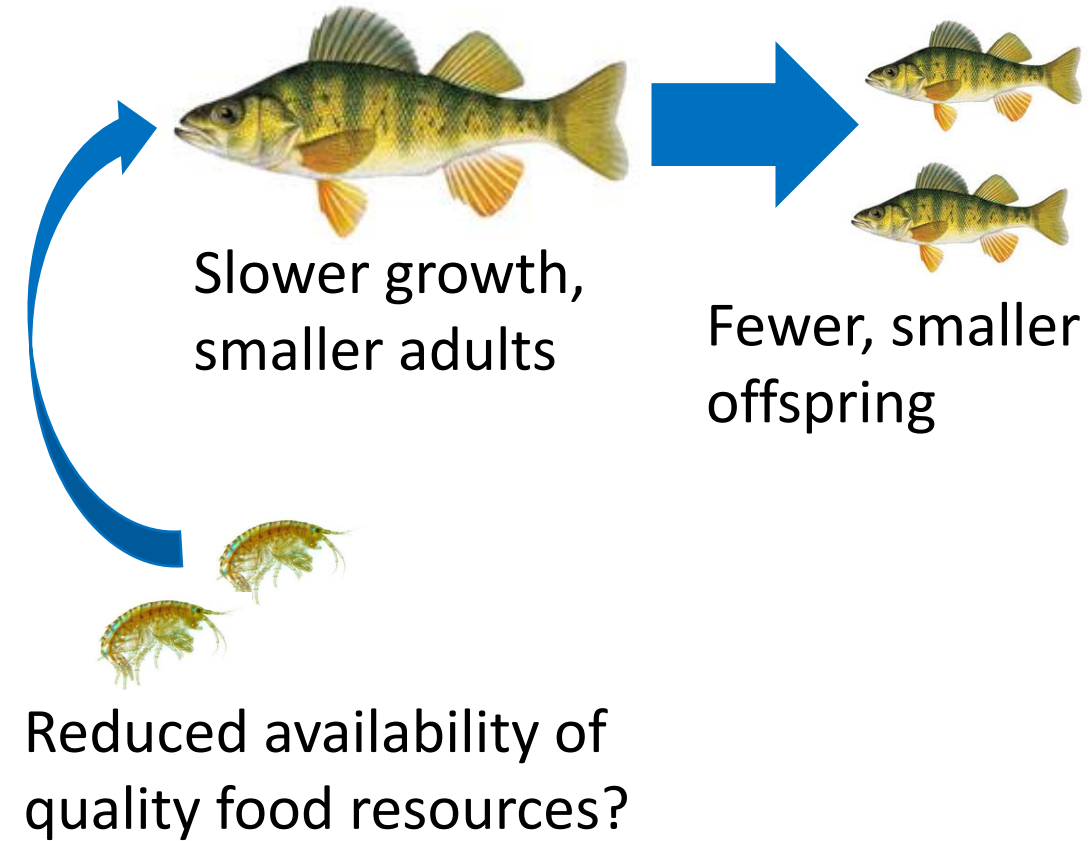 Slower growth,
smaller adults
Fewer, smaller
offspring
Reduced availability of
quality food resources?